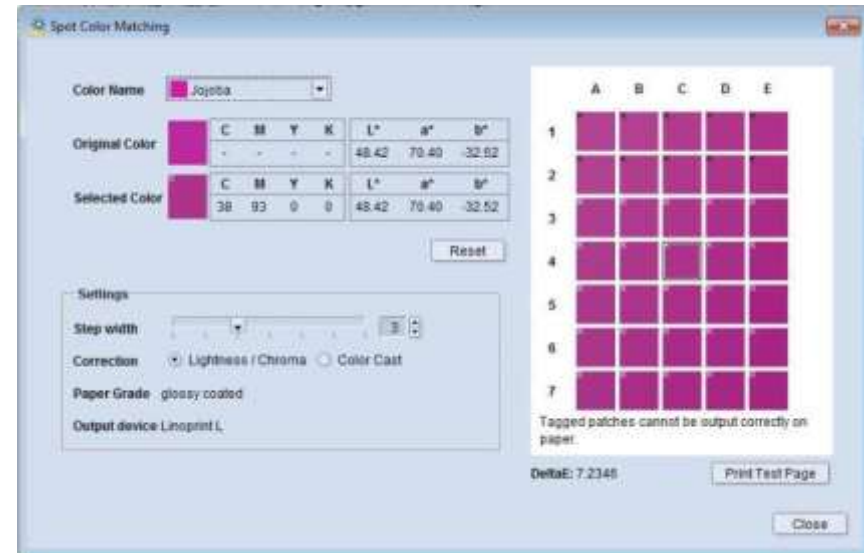 Spot Color Matching
Color Name Jojoba
Original Color
C M Y K L* a* b*
- - - - 48.42 70.40 -32.52
Selected Color
C M Y K L* a* b*
38 93 0 0 48.42 70.40 -32.52
Reset
Settings
Step width 3
Correction Lightness / Chroma Color Cast
Paper Grade glossy coated
Output device Linoprint L
A B C D E
1
2
3
4
5
6
7
Tagged patches cannot be output correctly on
paper.
DeltaE: 7.2346
Print Test Page
Close